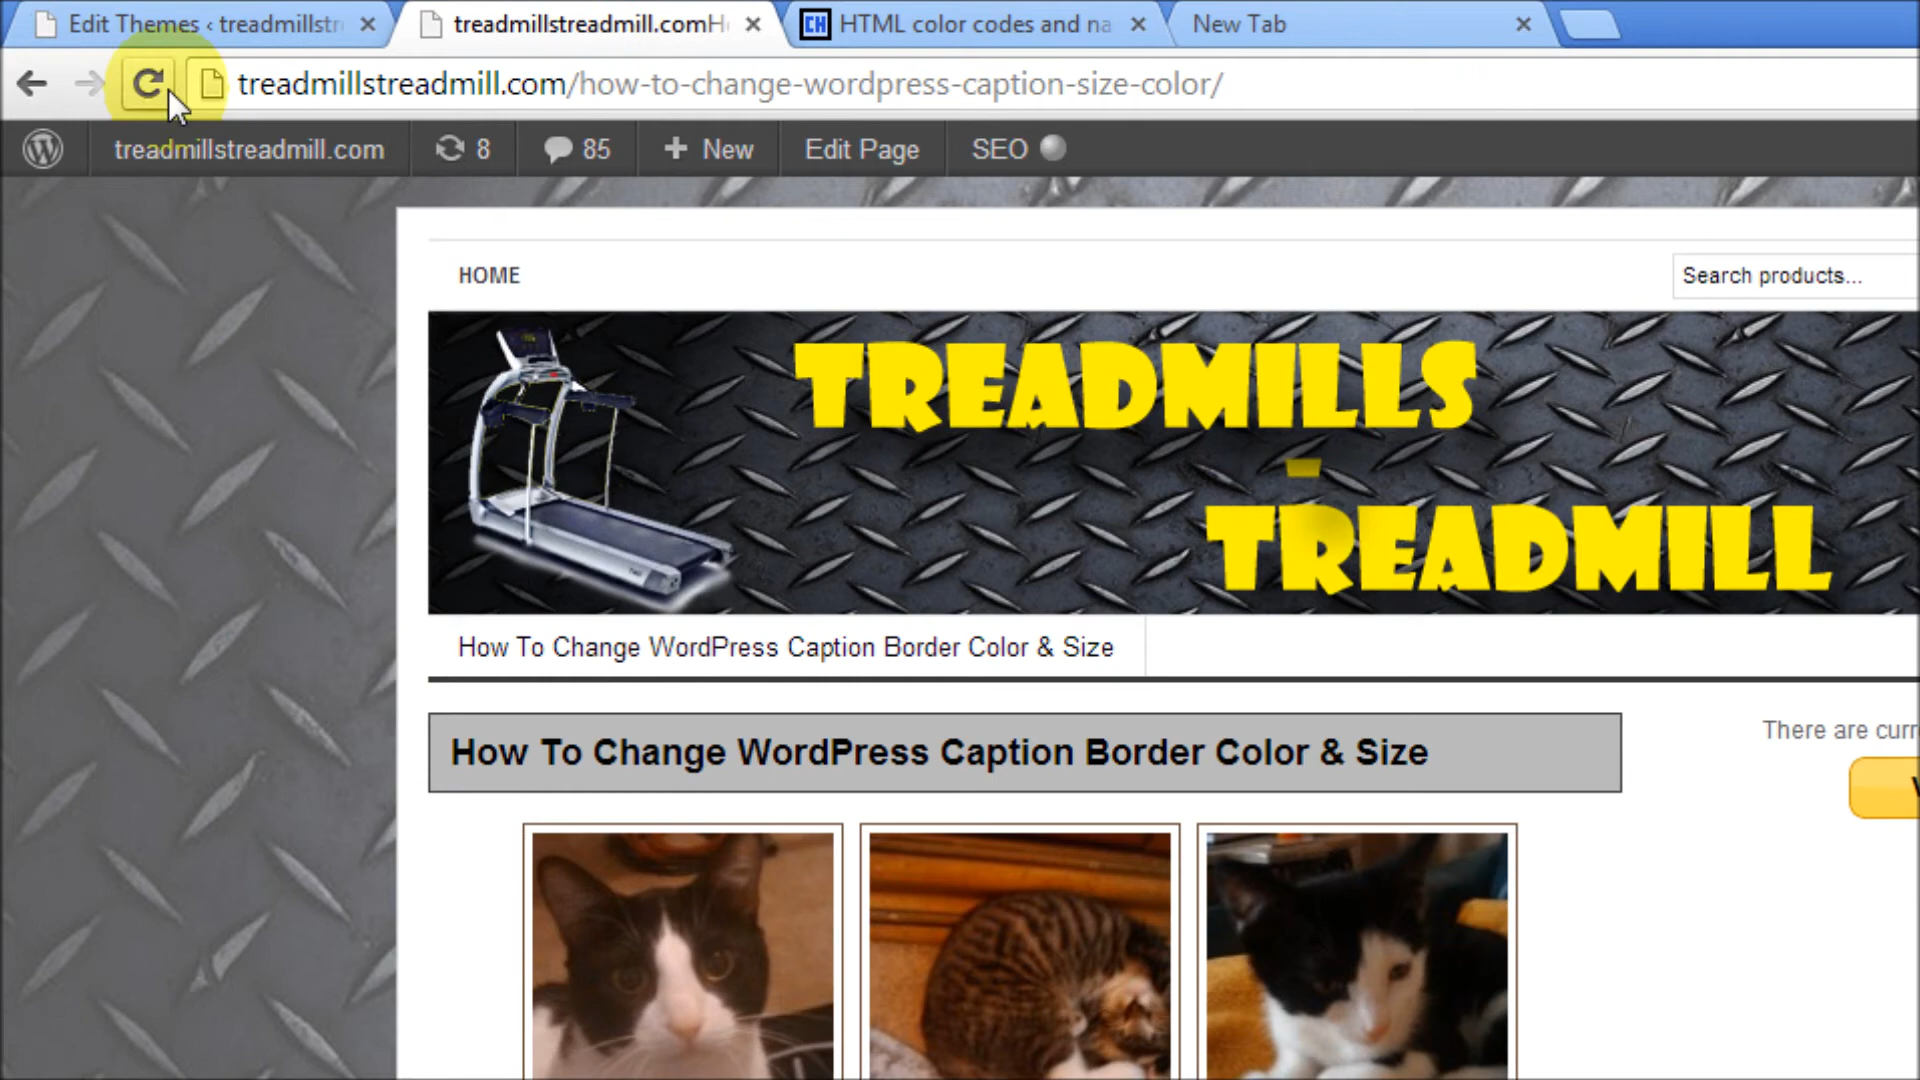 Edit Themes ‹ treadmillstr
treadmillstreadmill.comH
CH HTML color codes and na
New Tab
treadmillstreadmill.com/how-to-change-wordpress-caption-size-color/
treadmillstreadmill.com 8 85 + New Edit Page SEO
HOME
Search products...
TREADMILLS
-
TREADMILL
How To Change WordPress Caption Border Color & Size
How To Change WordPress Caption Border Color & Size
There are curr